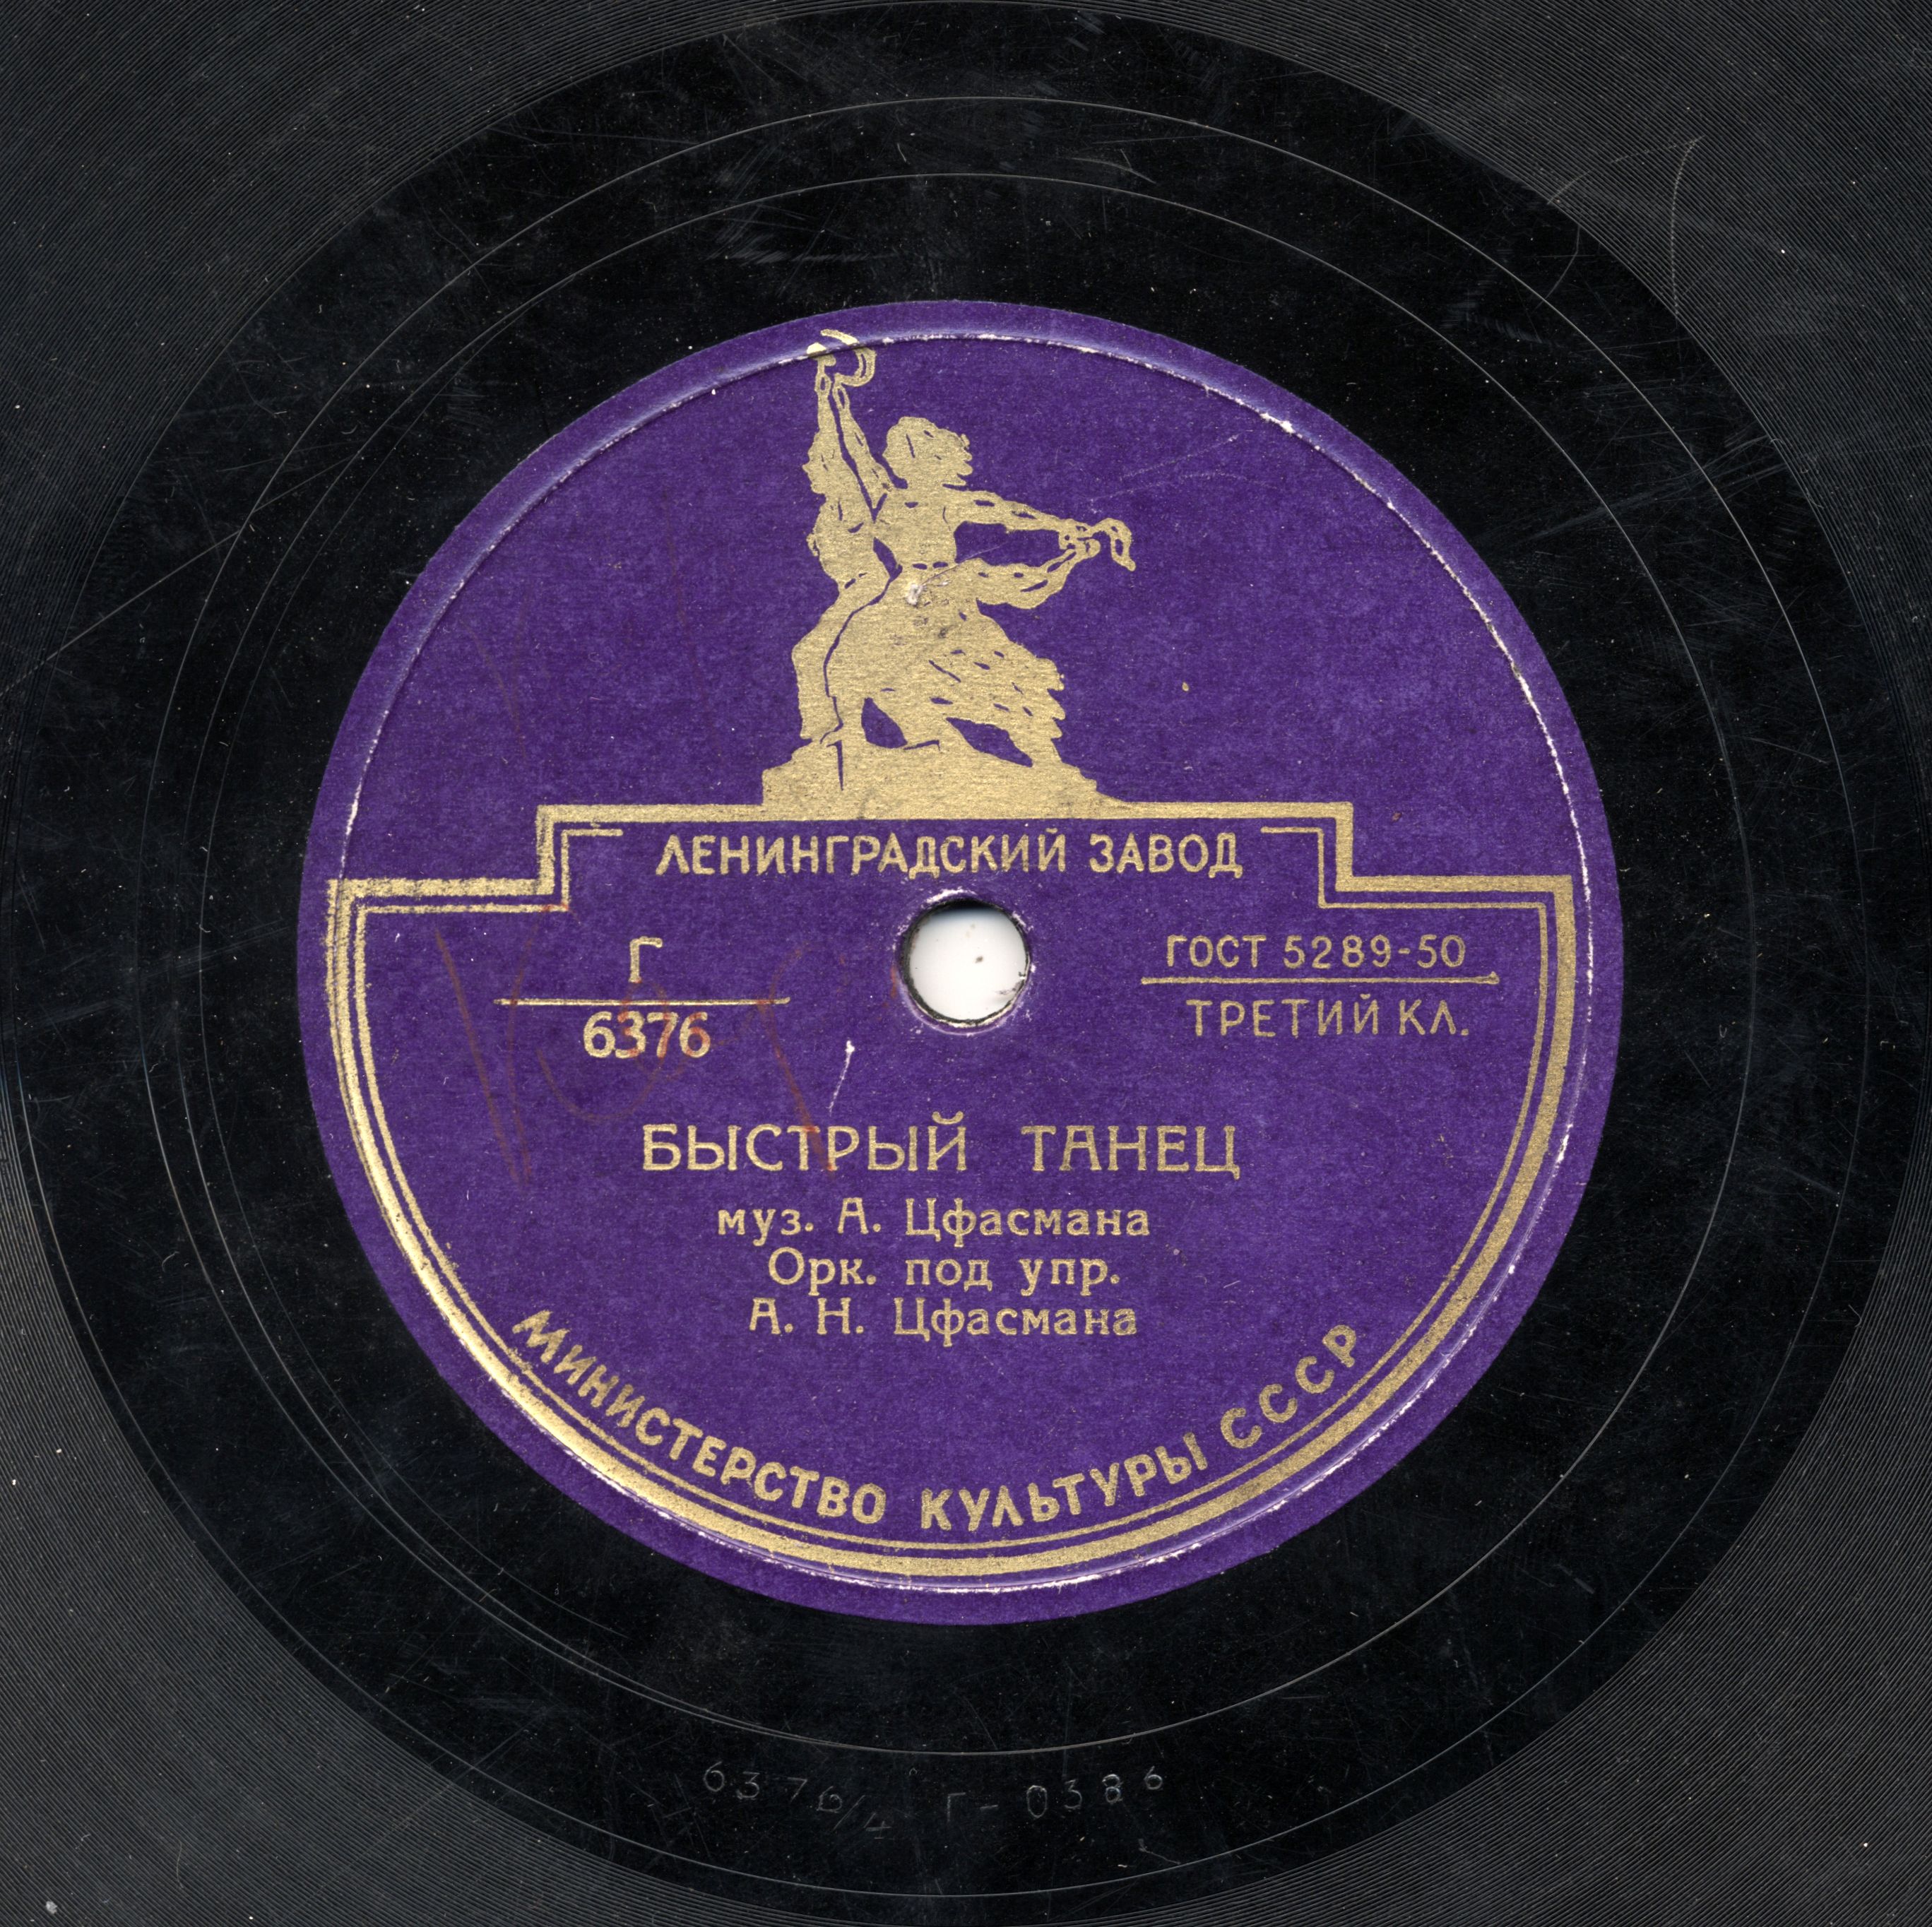 ЛЕНИНГРАДСКИЙ ЗАВОД
Г
6376
ГОСТ 5289-50
ТРЕТИЙ КЛ.
БЫСТРЫЙ ТАНЕЦ
муз. А. Цфасмана
Орк. под упр.
А. Н. Цфасмана
МИНИСТЕРСТВО КУЛЬТУРЫ СССР
6376/4 Г-0386